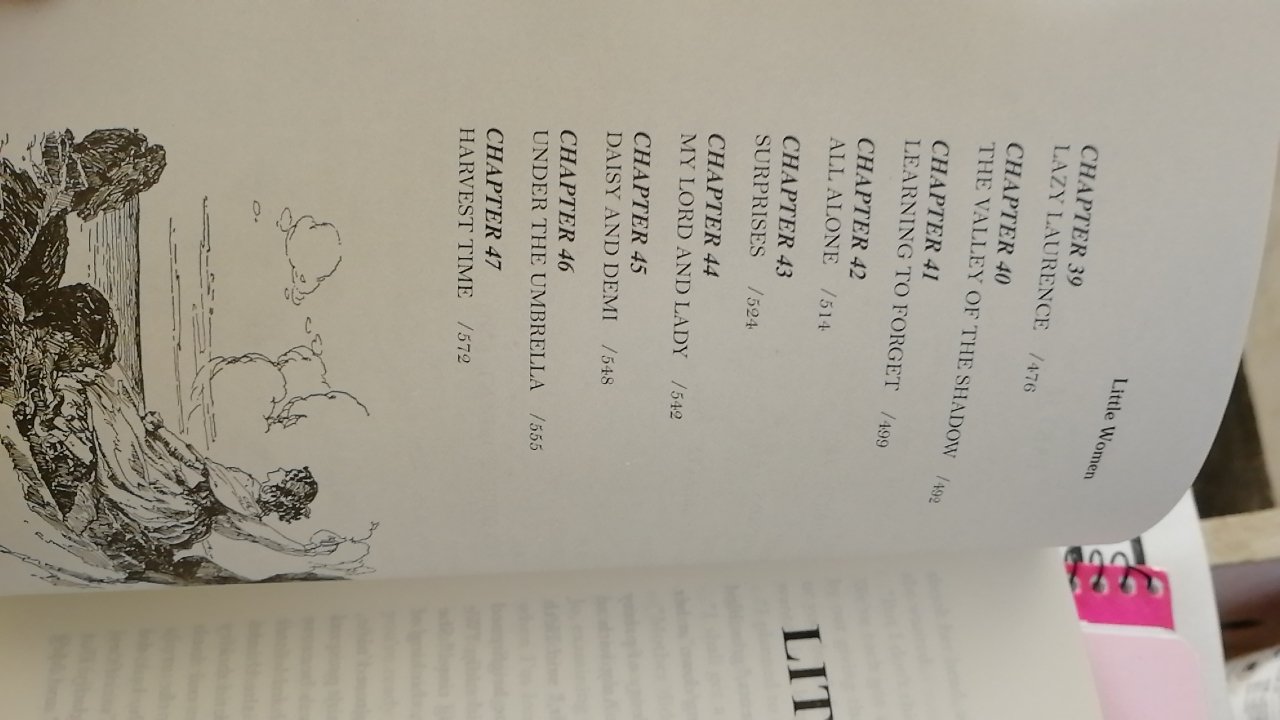 Little Women
CHAPTER 39
LAZY LAURENCE /476
CHAPTER 40
THE VALLEY OF THE SHADOW /492
CHAPTER 41
LEARNING TO FORGET /499
CHAPTER 42
ALL ALONE /514
CHAPTER 43
SURPRISES /524
CHAPTER 44
MY LORD AND LADY /542
CHAPTER 45
DAISY AND DEMI /548
CHAPTER 46
UNDER THE UMBRELLA /555
CHAPTER 47
HARVEST TIME /572
LIT